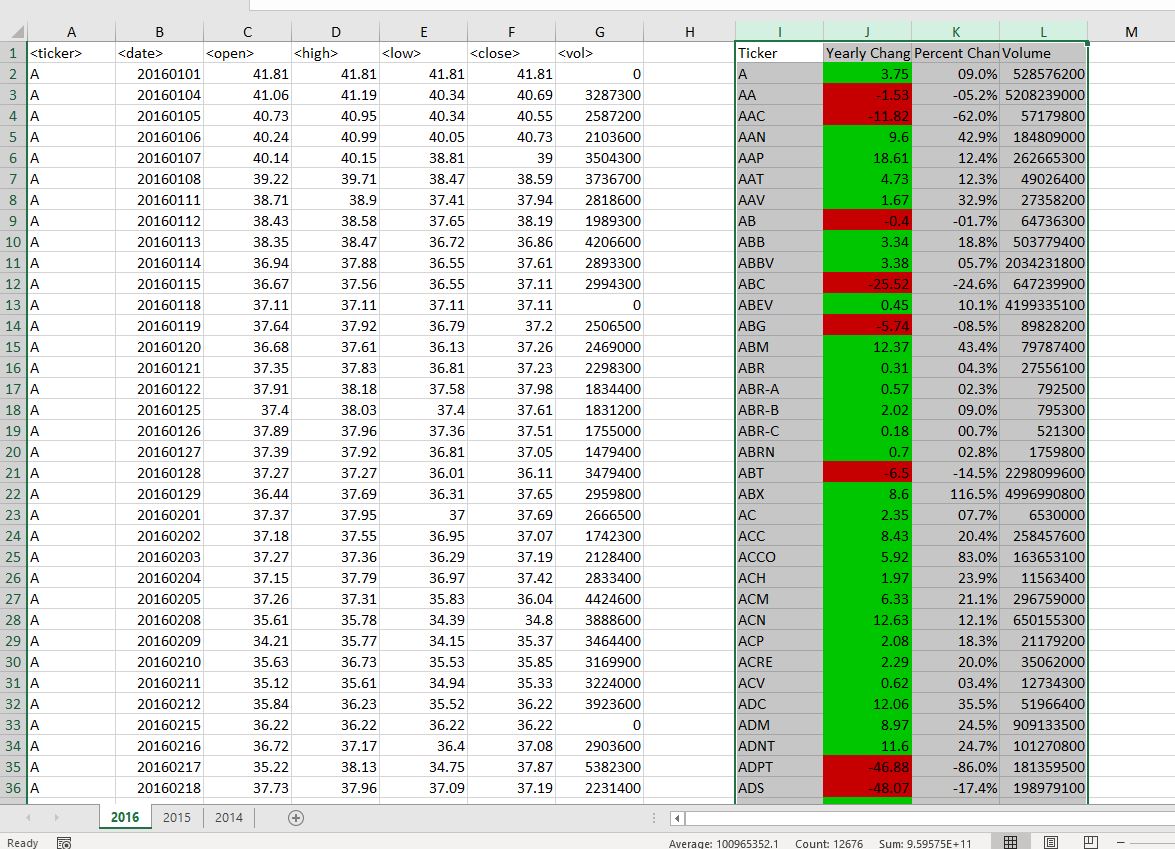 A B C D E F G H I J K L M
1 <ticker> <date> <open> <high> <low> <close> <vol> Ticker Yearly Chang Percent Chan Volume
2 A 20160101 41.81 41.81 41.81 41.81 0 A 3.75 09.0% 528576200
3 A 20160104 41.06 41.19 40.34 40.69 3287300 AA -1.53 -05.2% 5208239000
4 A 20160105 40.73 40.95 40.34 40.55 2587200 AAC -11.82 -62.0% 57179800
5 A 20160106 40.24 40.99 40.05 40.73 2103600 AAN 9.6 42.9% 184809000
6 A 20160107 40.14 40.15 38.81 39 3504300 AAP 18.61 12.4% 262665300
7 A 20160108 39.22 39.71 38.47 38.59 3736700 AAT 4.73 12.3% 49026400
8 A 20160111 38.71 38.9 37.41 37.94 2818600 AAV 1.67 32.9% 27358200
9 A 20160112 38.43 38.58 37.65 38.19 1989300 AB -0.4 -01.7% 64736300
10 A 20160113 38.35 38.47 36.72 36.86 4206600 ABB 3.34 18.8% 503779400
11 A 20160114 36.94 37.88 36.55 37.61 2893300 ABBV 3.38 05.7% 2034231800
12 A 20160115 36.67 37.56 36.55 37.11 2994300 ABC -25.52 -24.6% 647239900
13 A 20160118 37.11 37.11 37.11 37.11 0 ABEV 0.45 10.1% 4199335100
14 A 20160119 37.64 37.92 36.79 37.2 2506500 ABG -5.74 -08.5% 89828200
15 A 20160120 36.68 37.61 36.13 37.26 2469000 ABM 12.37 43.4% 79787400
16 A 20160121 37.35 37.83 36.81 37.23 2298300 ABR 0.31 04.3% 27556100
17 A 20160122 37.91 38.18 37.58 37.98 1834400 ABR-A 0.57 02.3% 792500
18 A 20160125 37.4 38.03 37.4 37.61 1831200 ABR-B 2.02 09.0% 795300
19 A 20160126 37.89 37.96 37.36 37.51 1755000 ABR-C 0.18 00.7% 521300
20 A 20160127 37.39 37.92 36.81 37.05 1479400 ABRN 0.7 02.8% 1759800
21 A 20160128 37.27 37.27 36.01 36.11 3479400 ABT -6.5 -14.5% 2298099600
22 A 20160129 36.44 37.69 36.31 37.65 2959800 ABX 8.6 116.5% 4996990800
23 A 20160201 37.37 37.95 37 37.69 2666500 AC 2.35 07.7% 6530000
24 A 20160202 37.18 37.55 36.95 37.07 1742300 ACC 8.43 20.4% 258457600
25 A 20160203 37.27 37.36 36.29 37.19 2128400 ACCO 5.92 83.0% 163653100
26 A 20160204 37.15 37.79 36.97 37.42 2833400 ACH 1.97 23.9% 11563400
27 A 20160205 37.26 37.31 35.83 36.04 4424600 ACM 6.33 21.1% 296759000
28 A 20160208 35.61 35.78 34.39 34.8 3888600 ACN 12.63 12.1% 650155300
29 A 20160209 34.21 35.77 34.15 35.37 3464400 ACP 2.08 18.3% 21179200
30 A 20160210 35.63 36.73 35.53 35.85 3169900 ACRE 2.29 20.0% 35062000
31 A 20160211 35.12 35.61 34.94 35.33 3224000 ACV 0.62 03.4% 12734300
32 A 20160212 35.84 36.23 35.52 36.22 3923600 ADC 12.06 35.5% 51966400
33 A 20160215 36.22 36.22 36.22 36.22 0 ADM 8.97 24.5% 909133500
34 A 20160216 36.72 37.17 36.4 37.08 2903600 ADNT 11.6 24.7% 101270800
35 A 20160217 35.22 38.13 34.75 37.87 5382300 ADPT -46.88 -86.0% 181359500
36 A 20160218 37.73 37.96 37.09 37.19 2231400 ADS -48.07 -17.4% 198979100
2016 2015 2014
Ready Average: 100965352.1 Count: 12676 Sum: 9.59575E+11